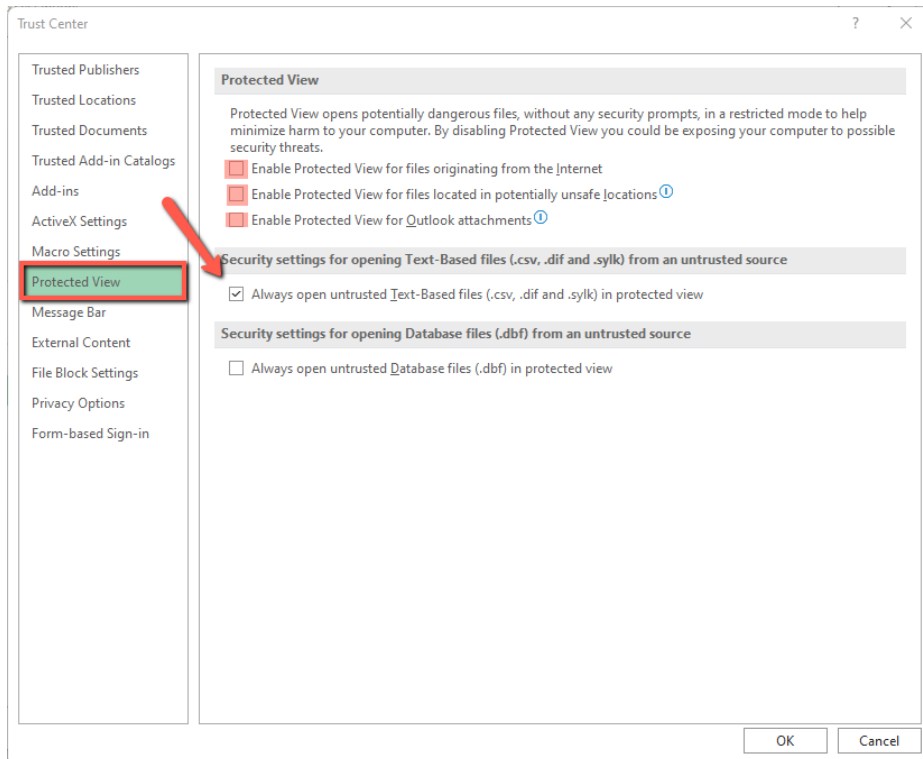 Trust Center
?
Trusted Publishers
Trusted Locations
Trusted Documents
Trusted Add-in Catalogs
Add-ins
ActiveX Settings
Macro Settings
Protected View
Message Bar
External Content
File Block Settings
Privacy Options
Form-based Sign-in
Protected View
Protected View opens potentially dangerous files, without any security prompts, in a restricted mode to help
minimize harm to your computer. By disabling Protected View you could be exposing your computer to possible
security threats.
Enable Protected View for files originating from the Internet
Enable Protected View for files located in potentially unsafe locations
Enable Protected View for Outlook attachments
Security settings for opening Text-Based files (.csv, .dif and .sylk) from an untrusted source
Always open untrusted Text-Based files (.csv, .dif and .sylk) in protected view
Security settings for opening Database files (.dbf) from an untrusted source
Always open untrusted Database files (.dbf) in protected view
OK
Cancel